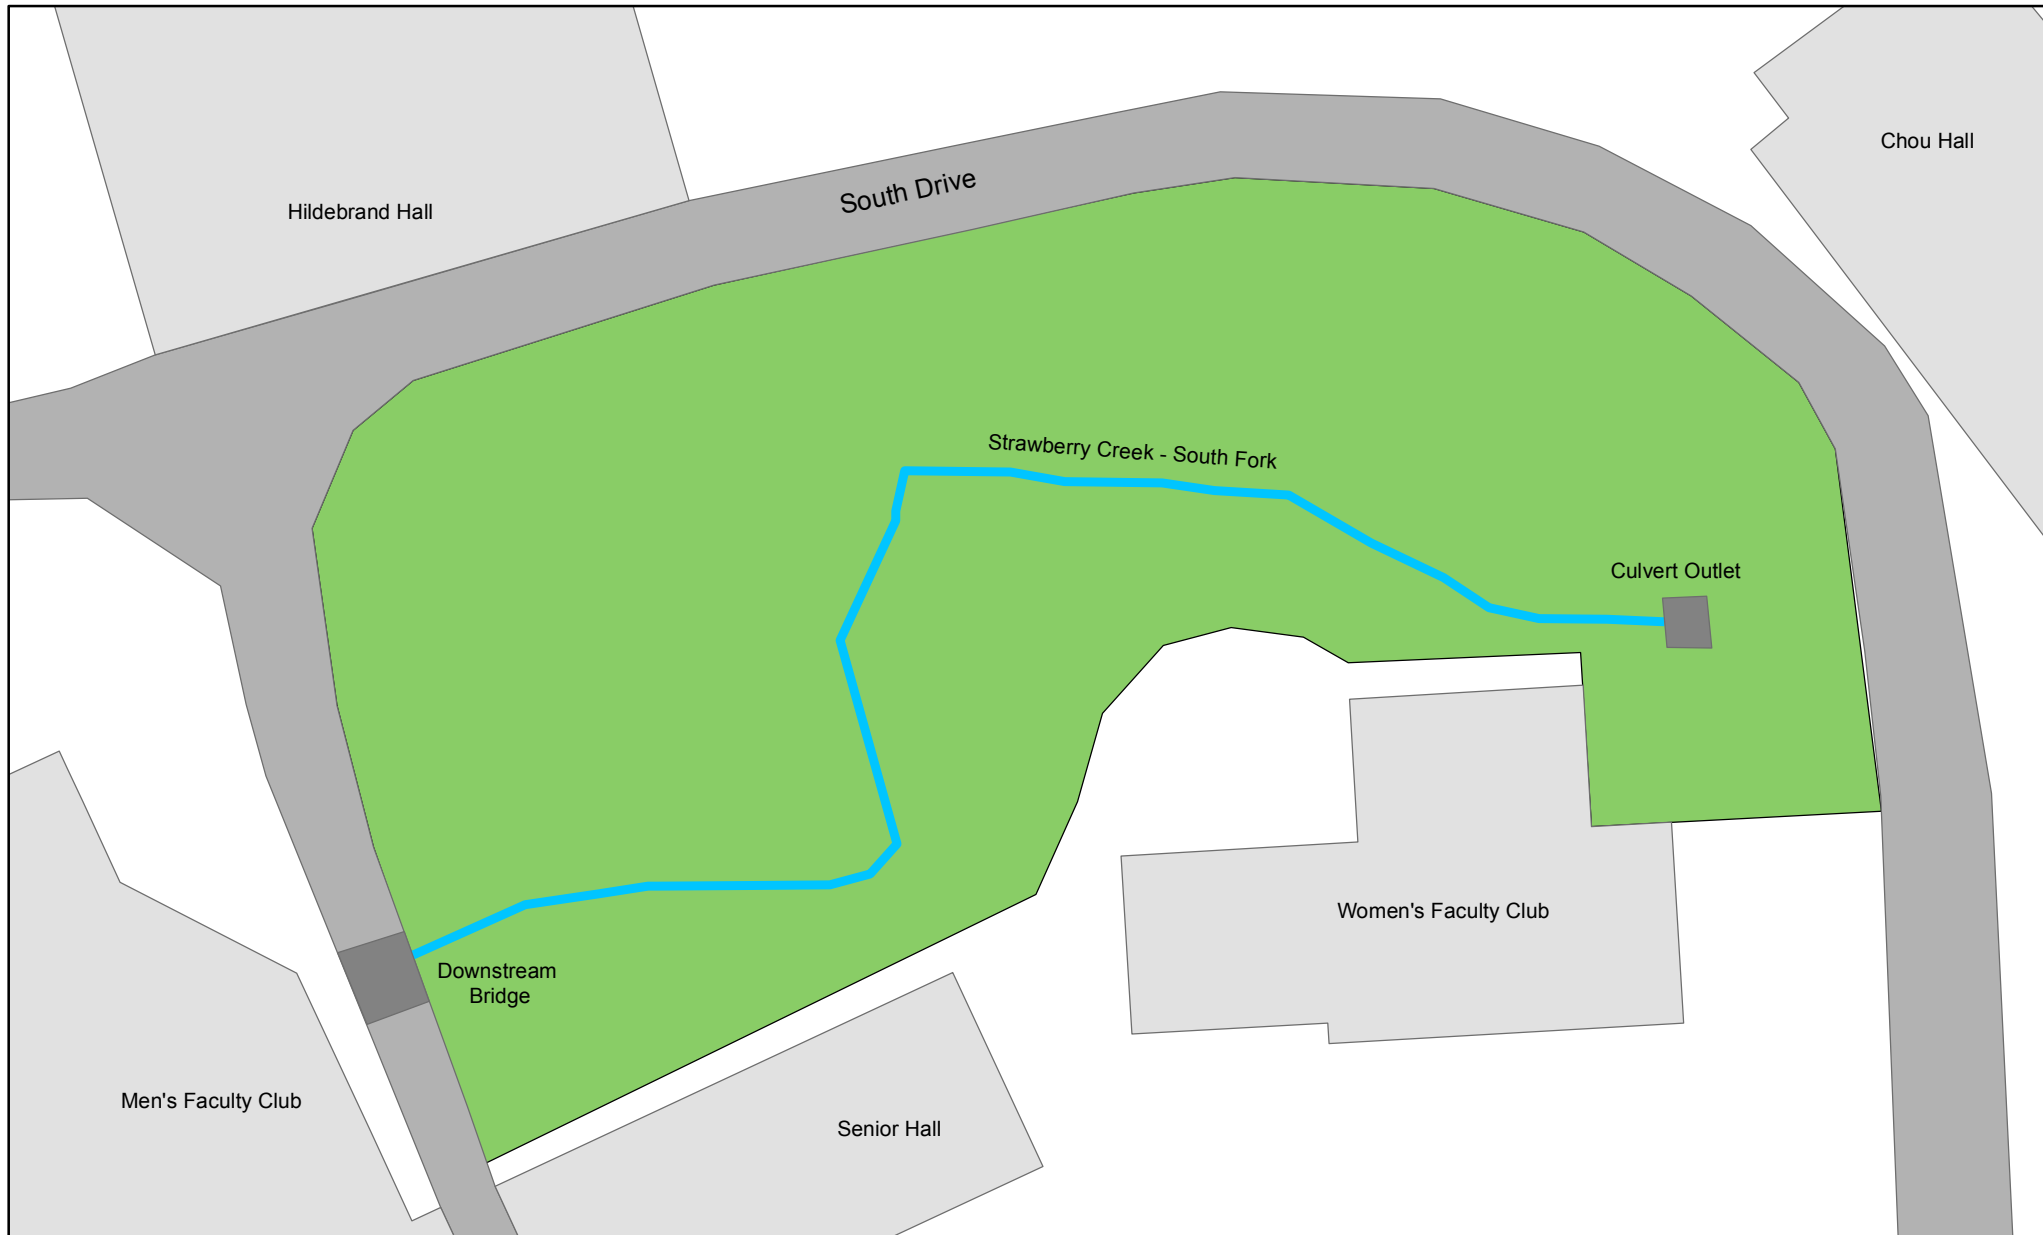 Chou Hall
South Drive
Hildebrand Hall
Strawberry Creek - South Fork
Culvert Outlet
Women's Faculty Club
Downstream
Bridge
Men's Faculty Club
Senior Hall